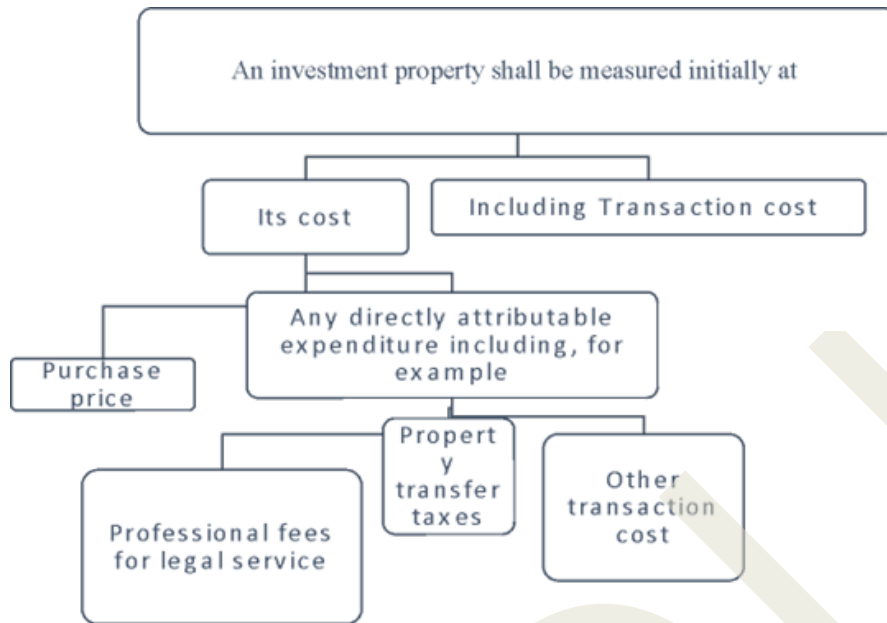 An investment property shall be measured initially at
Its cost
Including Transaction cost
Any directly attributable
expenditure including, for
example
Purchase
price
Propert
y
transfer
taxes
Professional fees
for legal service
Other
transaction
cost